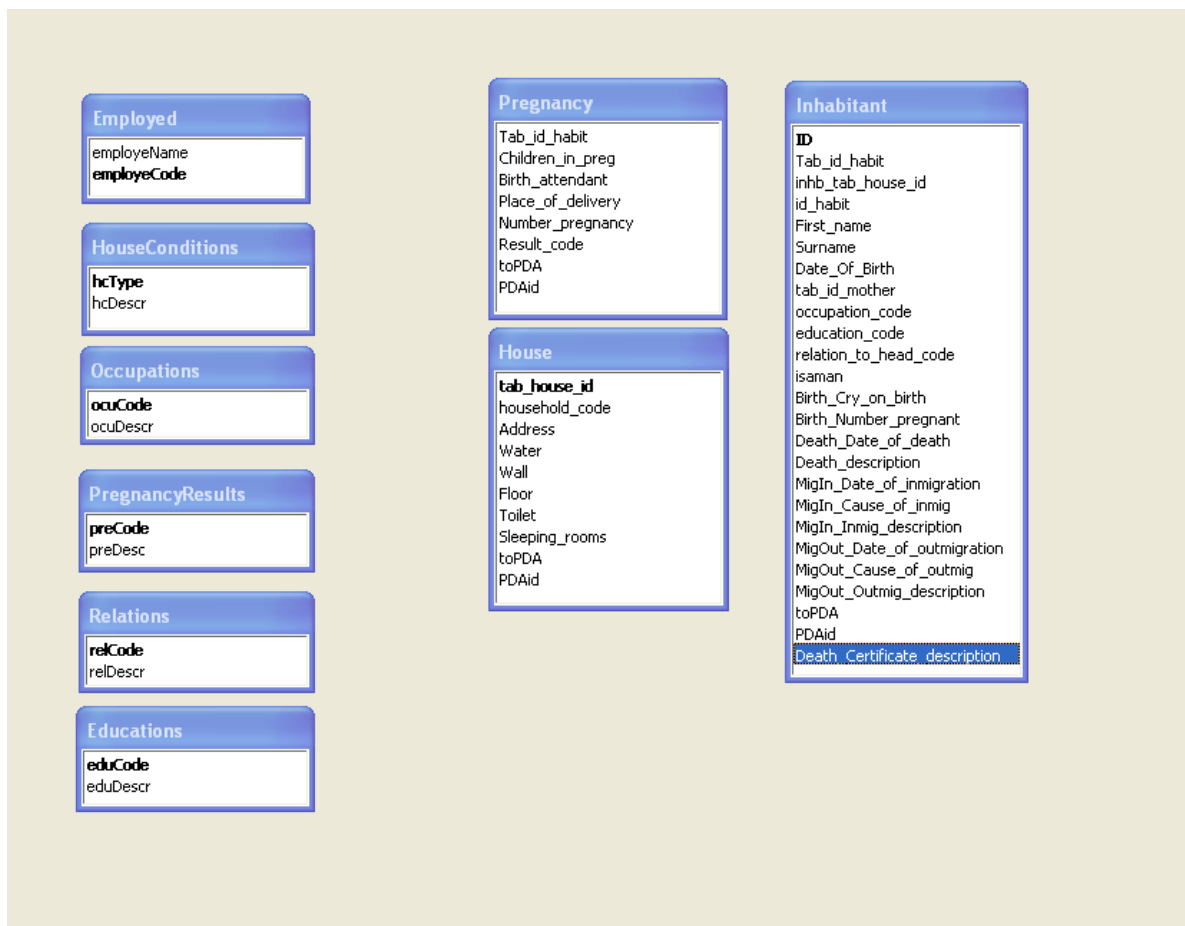 Employed
employeName
employeCode
HouseConditions
hcType
hcDescr
Occupations
ocuCode
ocuDescr
PregnancyResults
preCode
preDesc
Relations
relCode
relDescr
Educations
eduCode
eduDescr
Pregnancy
Tab_id_habit
Children_in_preg
Birth_attendant
Place_of_delivery
Number_pregnancy
Result_code
toPDA
PDAid
House
tab_house_id
household_code
Address
Water
Wall
Floor
Toilet
Sleeping_rooms
toPDA
PDAid
Inhabitant
ID
Tab_id_habit
inhb_tab_house_id
id_habit
First_name
Surname
Date_Of_Birth
tab_id_mother
occupation_code
education_code
relation_to_head_code
isaman
Birth_Cry_on_birth
Birth_Number_pregnant
Death_Date_of_death
Death_description
MigIn_Date_of_inmigration
MigIn_Cause_of_inmig
MigIn_Inmig_description
MigOut_Date_of_outmigration
MigOut_Cause_of_outmig
MigOut_Outmig_description
toPDA
PDAid
Death_Certificate_description